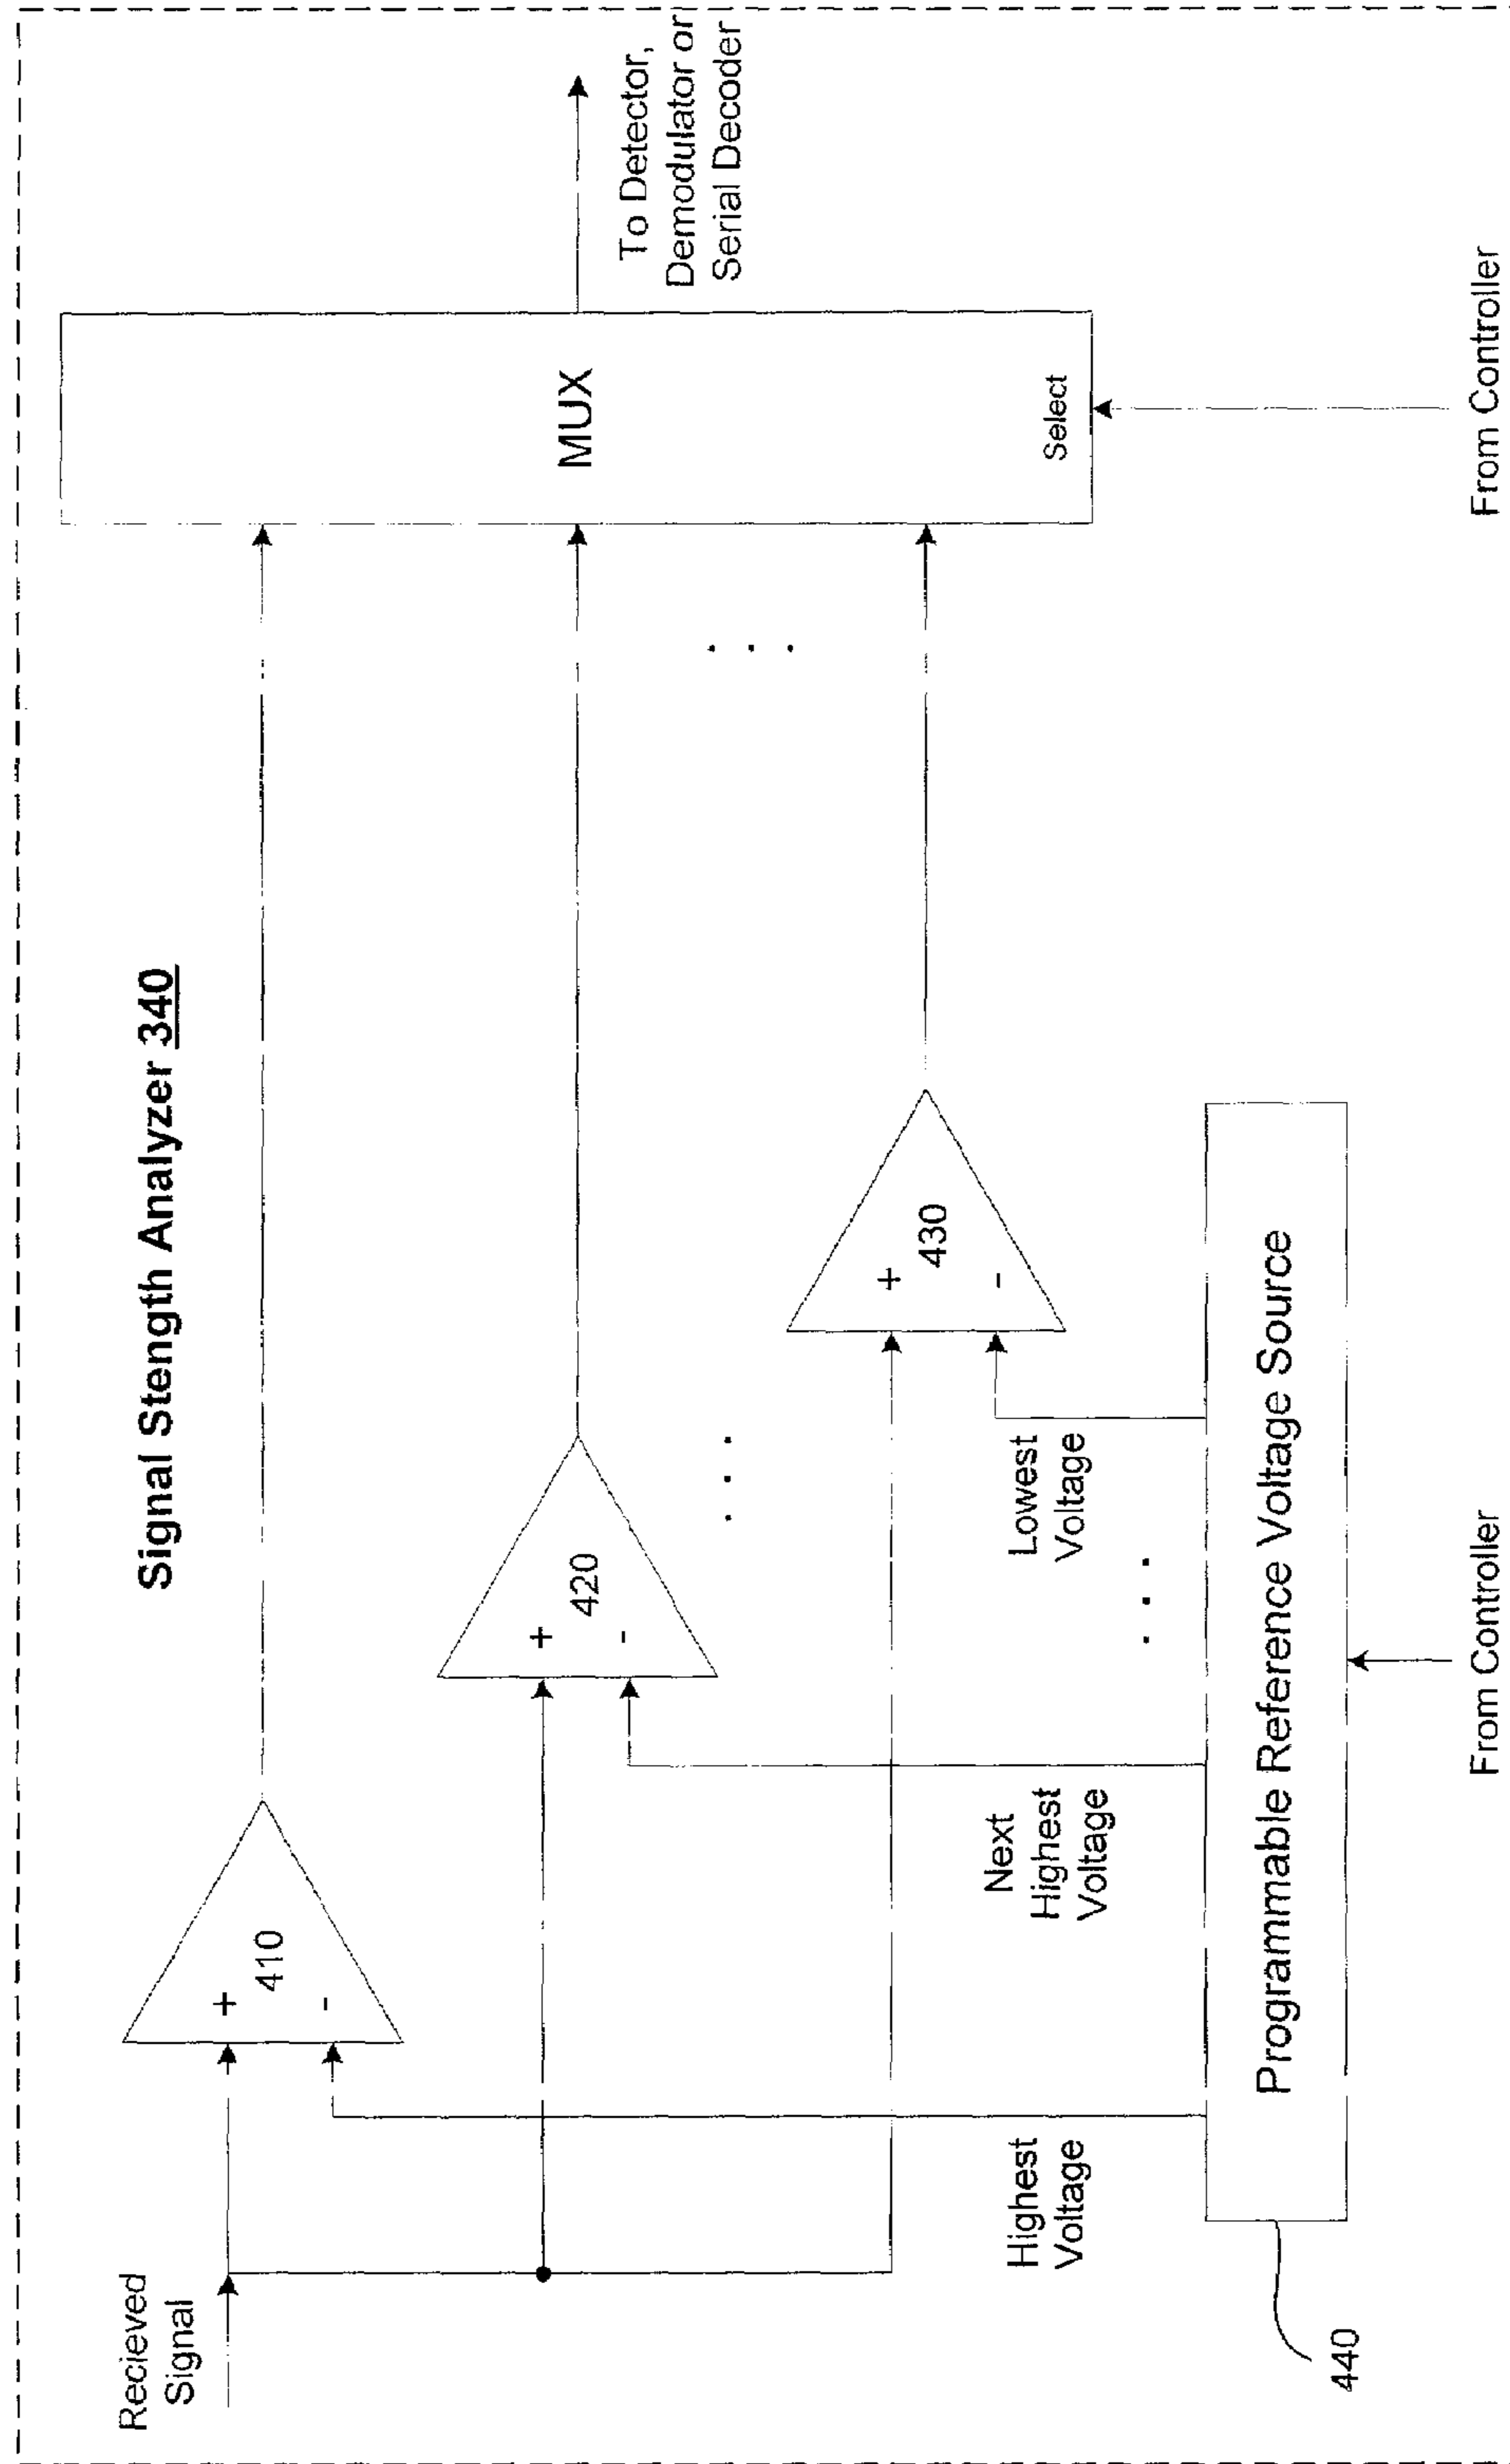 Signal Stength Analyzer 340
Recieved
Signal
+
410
-
+
420
-
+
430
-
. . .
. . .
MUX
Select
To Detector,
Demodulator or
Serial Decoder
Highest
Voltage
Next
Highest
Voltage
. . .
Lowest
Voltage
Programmable Reference Voltage Source
440
From Controller
From Controller